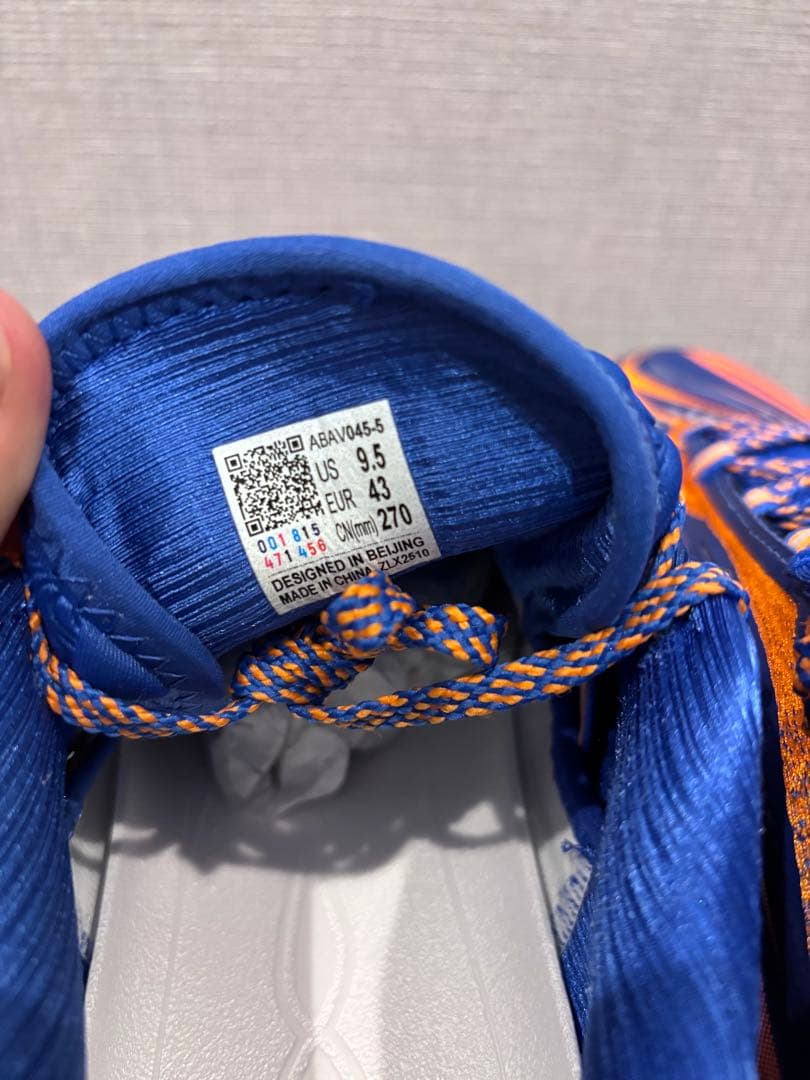 ABAV045-5
US 9.5
EUR 43
CN(mm) 270
001 815
471 456
DESIGNED IN BEIJING
MADE IN CHINA ZLX2510